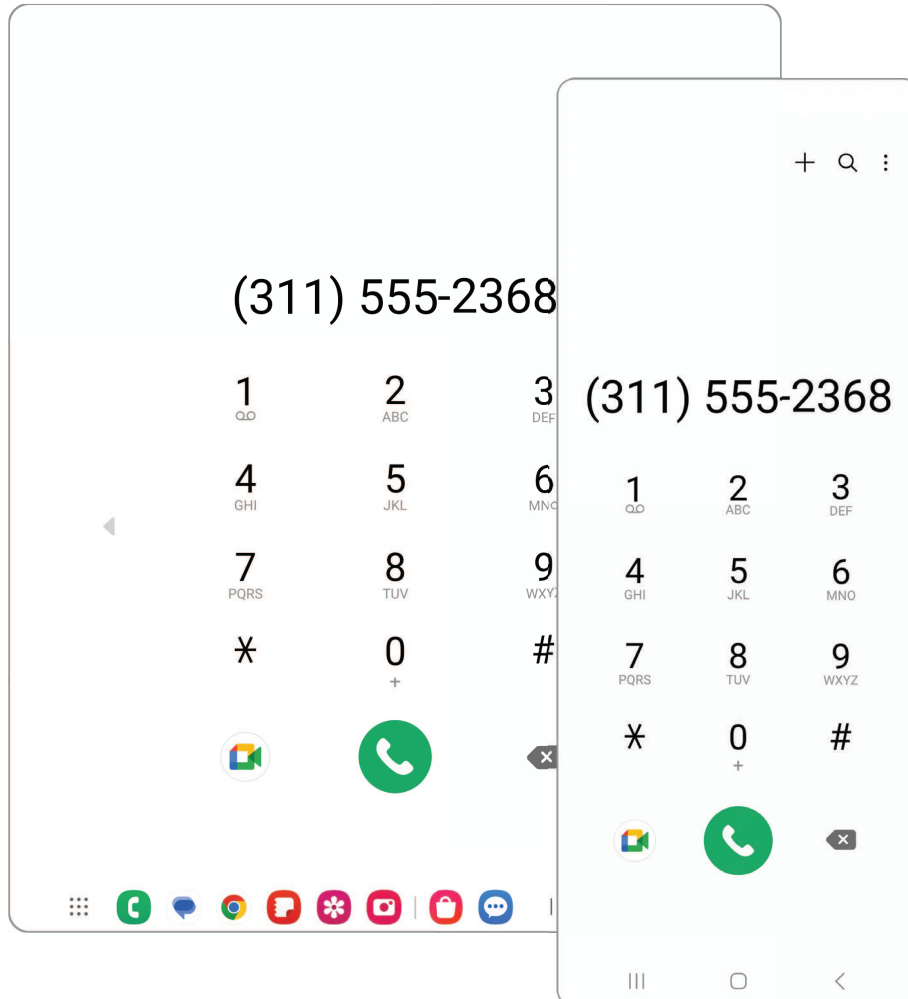 (311) 555-2368
1 2 3
ABC DEF
4 5 6
GHI JKL MNO
7 8 9
PQRS TUV WXYZ
* 0 #
+
(311) 555-2368
1 2 3
ABC DEF
4 5 6
GHI JKL MNO
7 8 9
PQRS TUV WXYZ
* 0 #
+